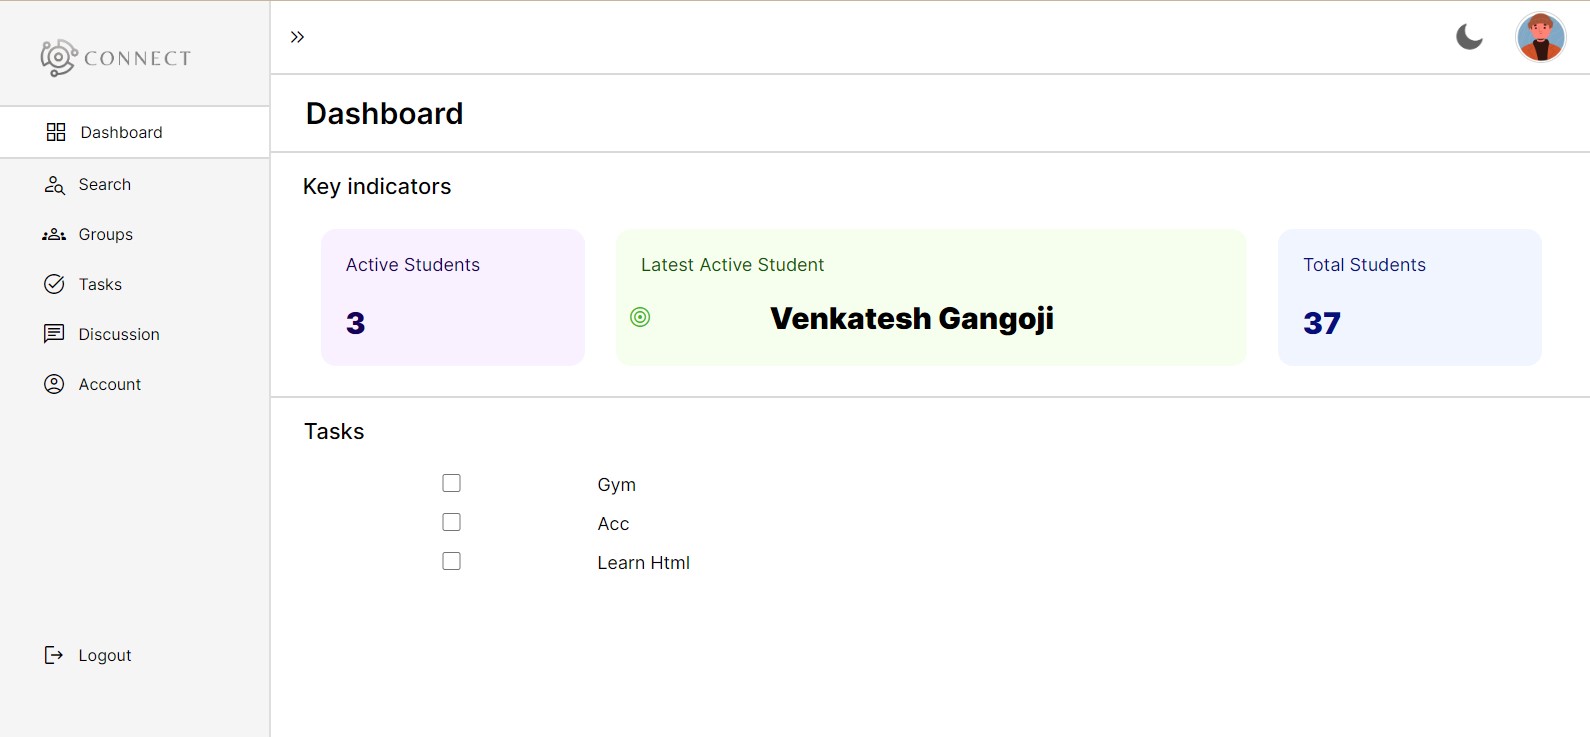 CONNECT
Dashboard
Search
Groups
Tasks
Discussion
Account
Logout
Dashboard
Key indicators
Active Students
3
Latest Active Student
Venkatesh Gangoji
Total Students
37
Tasks
Gym
Acc
Learn Html